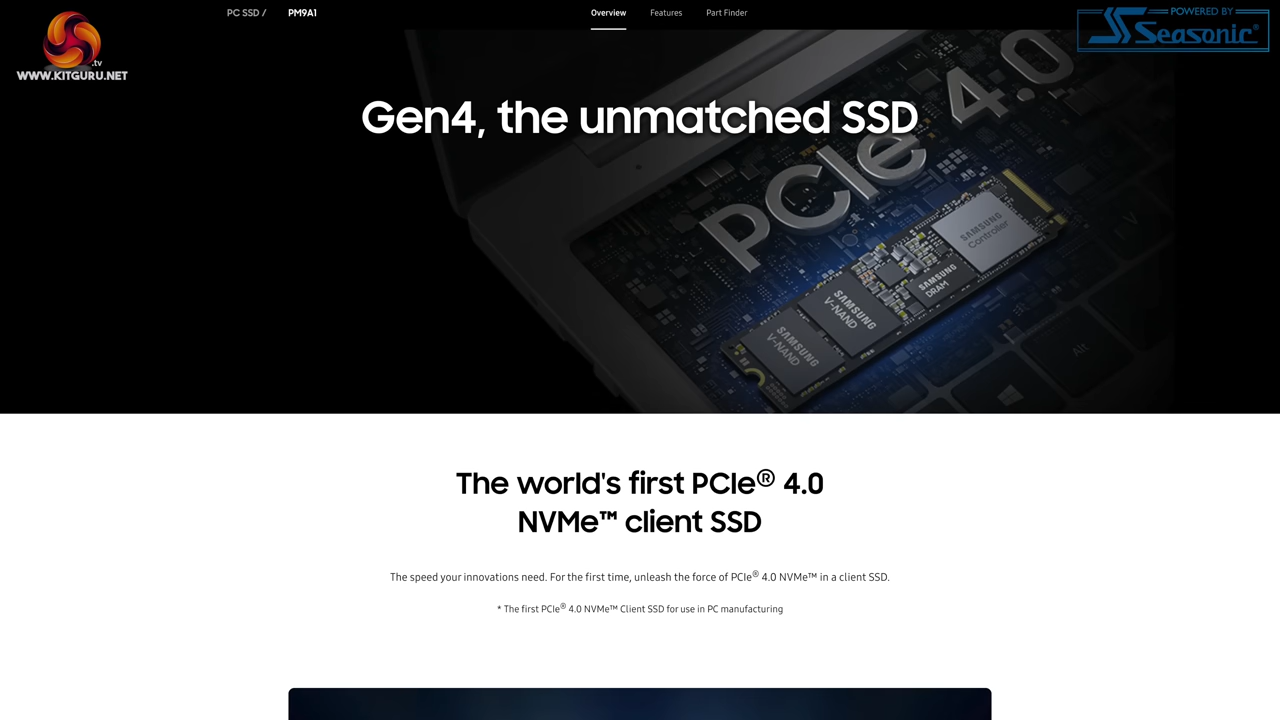 PC SSD /
PM9A1
Overview
Features
Part Finder
POWERED BY
Seasonic®
.tv
WWW.KITGURU.NET
Gen4, the unmatched SSD
PCIe 4.0
SAMSUNG
Controller
SAMSUNG
DRAM
SAMSUNG
V-NAND
SAMSUNG
V-NAND
Alt
V
The world's first PCIe® 4.0
NVMe™ client SSD
The speed your innovations need. For the first time, unleash the force of PCIe® 4.0 NVMe™ in a client SSD.
* The first PCIe® 4.0 NVMe™ Client SSD for use in PC manufacturing